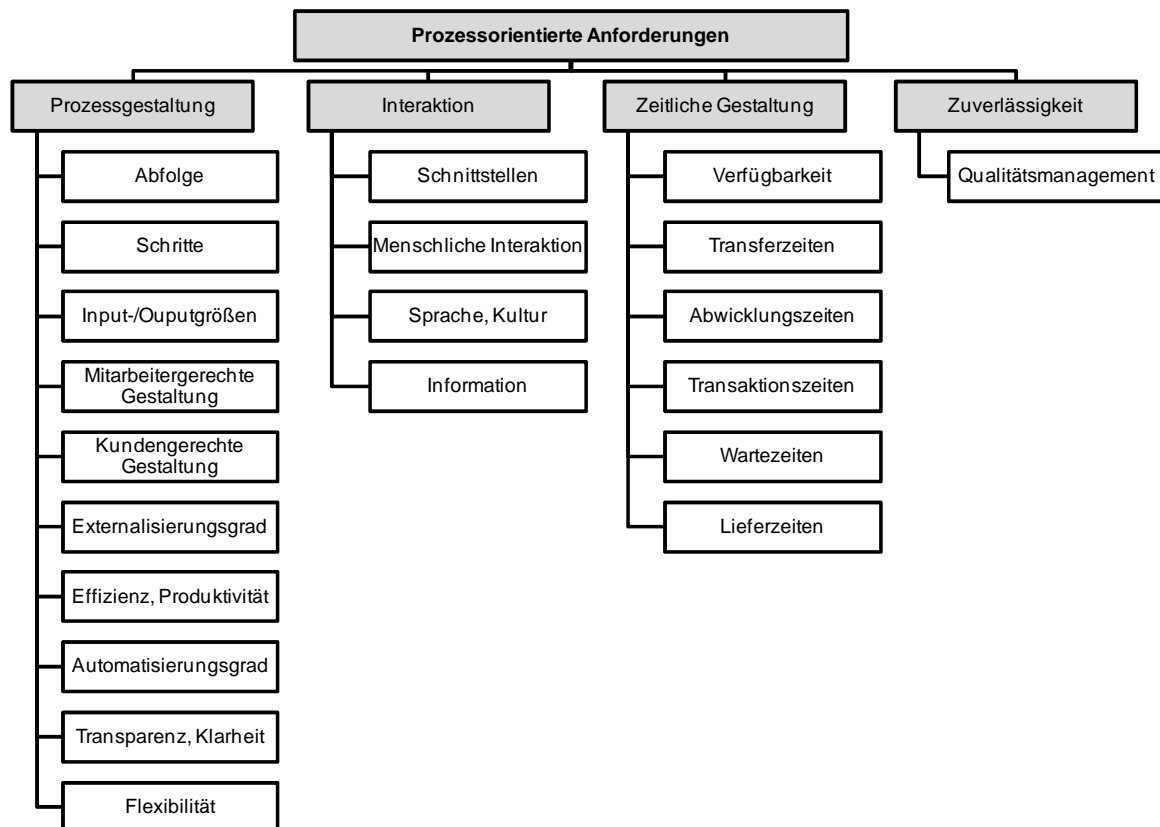 Prozessorientierte Anforderungen
Prozessgestaltung
Abfolge
Schritte
Input-/Ouputgrößen
Mitarbeitergerechte
Gestaltung
Kundengerechte
Gestaltung
Externalisierungsgrad
Effizienz, Produktivität
Automatisierungsgrad
Transparenz, Klarheit
Flexibilität
Interaktion
Schnittstellen
Menschliche Interaktion
Sprache, Kultur
Information
Zeitliche Gestaltung
Verfügbarkeit
Transferzeiten
Abwicklungszeiten
Transaktionszeiten
Wartezeiten
Lieferzeiten
Zuverlässigkeit
Qualitätsmanagement